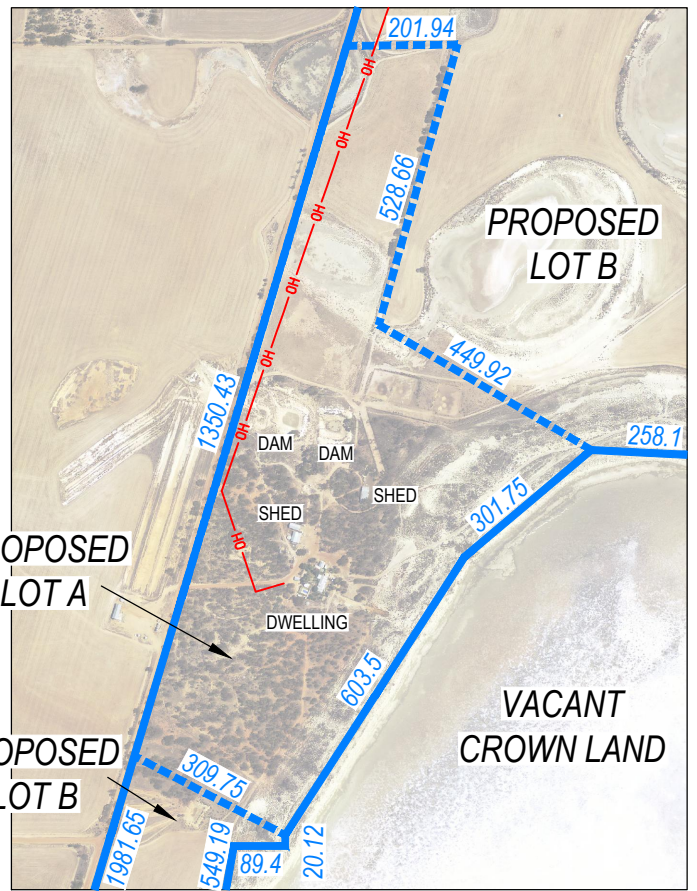 201.94
OH
OH
528.66
OH
PROPOSED
LOT B
OH
449.92
OH
1350.43
OH
258.1
DAM
DAM
301.75
SHED
SHED
OH
OPOSED
LOT A
DWELLING
603.5
VACANT
CROWN LAND
OPOSED
LOT B
309.75
1981.65
549.19
89.4
20.12